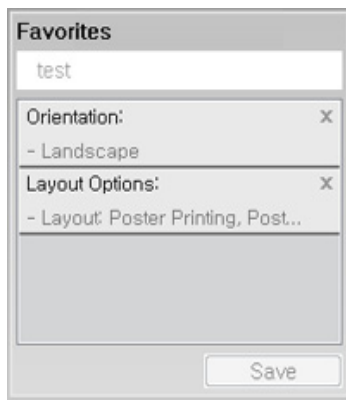 Favorites
test
Orientation: x
- Landscape
Layout Options: x
- Layout: Poster Printing, Post...
Save